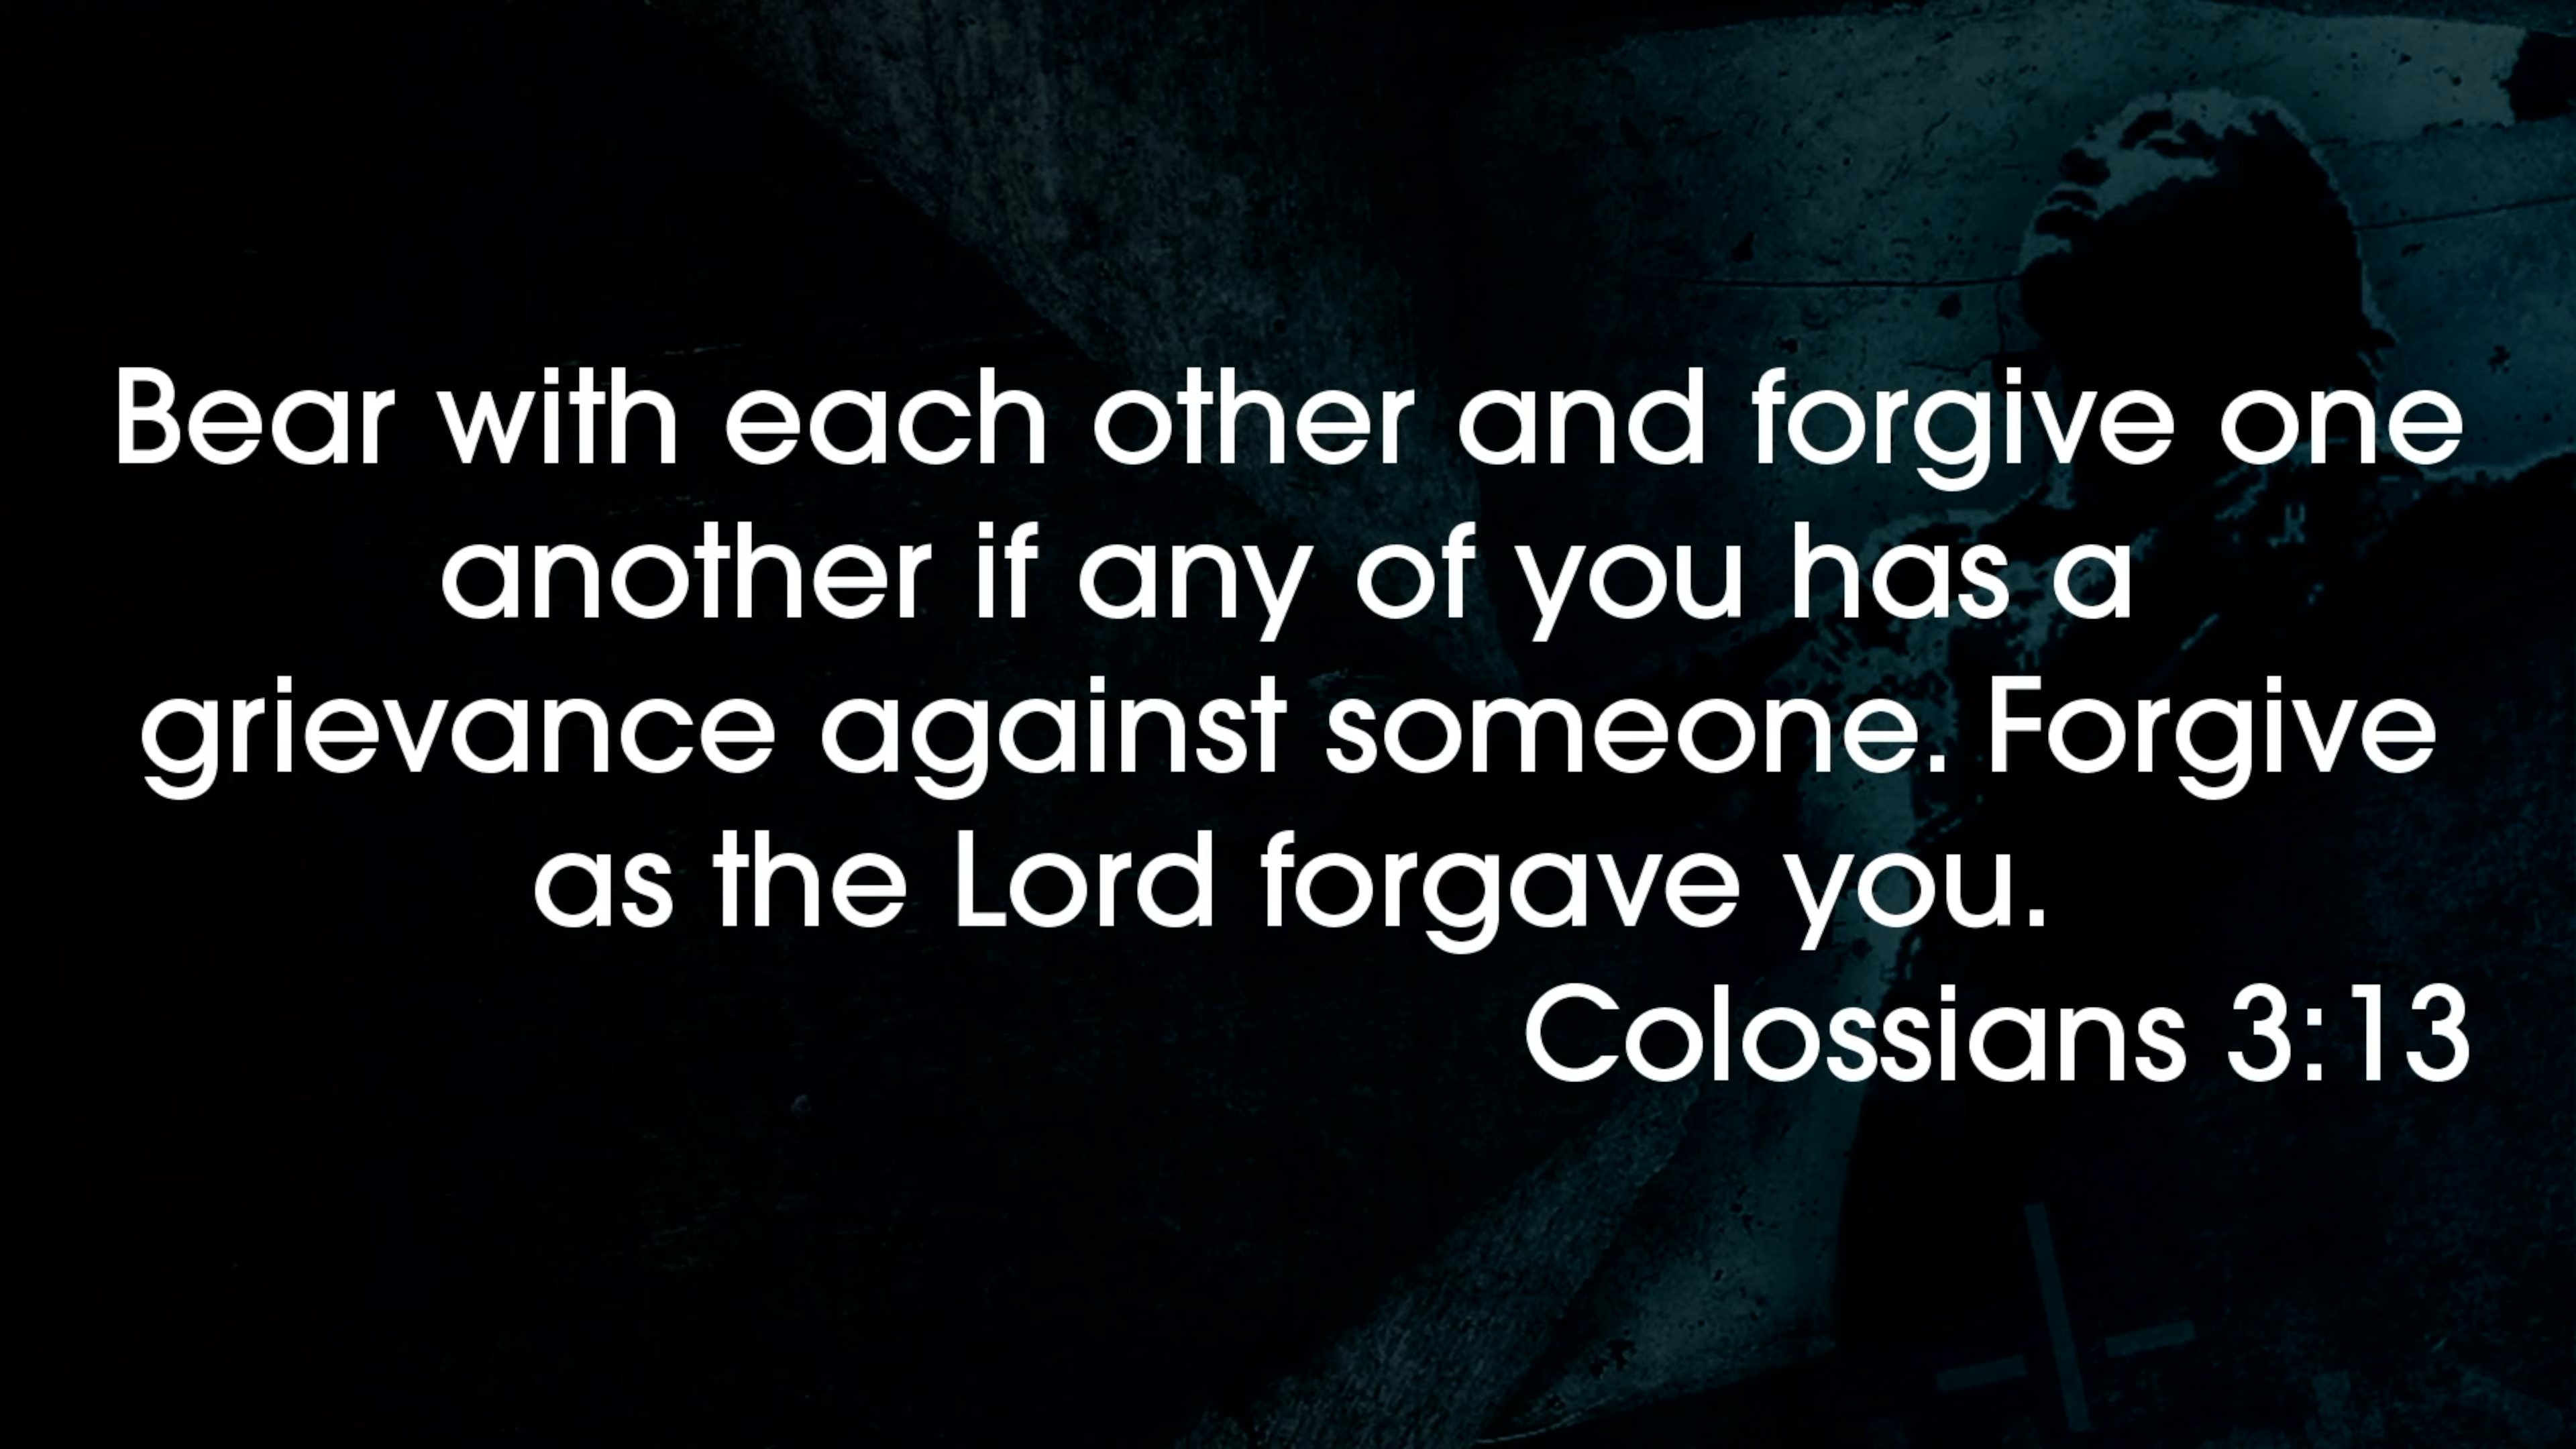 Bear with each other and forgive one
another if any of you has a
grievance against someone. Forgive
as the Lord forgave you.
Colossians 3:13